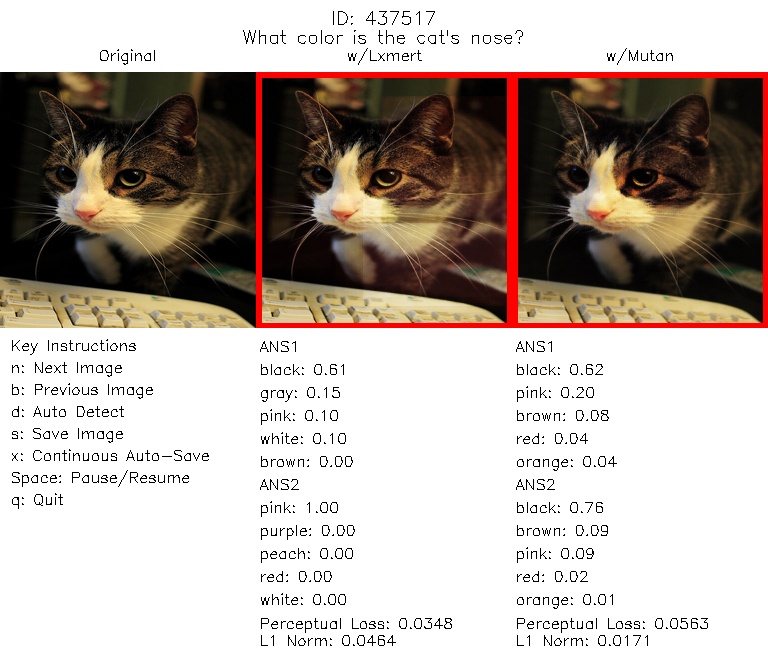 ID: 437517
What color is the cat's nose?
Original
w/Lxmert
w/Mutan
Key Instructions
n: Next Image
b: Previous Image
d: Auto Detect
s: Save Image
x: Continuous Auto-Save
Space: Pause/Resume
q: Quit
ANS1
black: 0.61
gray: 0.15
pink: 0.10
white: 0.10
brown: 0.00
ANS2
pink: 1.00
purple: 0.00
peach: 0.00
red: 0.00
white: 0.00
Perceptual Loss: 0.0348
L1 Norm: 0.0464
ANS1
black: 0.62
pink: 0.20
brown: 0.08
red: 0.04
orange: 0.04
ANS2
black: 0.76
brown: 0.09
pink: 0.09
red: 0.02
orange: 0.01
Perceptual Loss: 0.0563
L1 Norm: 0.0171